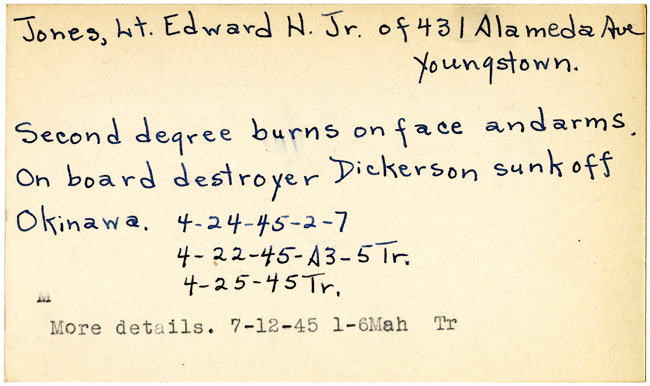 Jones, Lt. Edward H. Jr. of 431 Alameda Ave
Youngstown.
Second degree burns on face and arms.
On board destroyer Dickerson sunk off
Okinawa. 4-24-45-2-7
4-22-45-A3-5 Tr.
4-25-45 Tr.
M
More details. 7-12-45 1-6Mah Tr